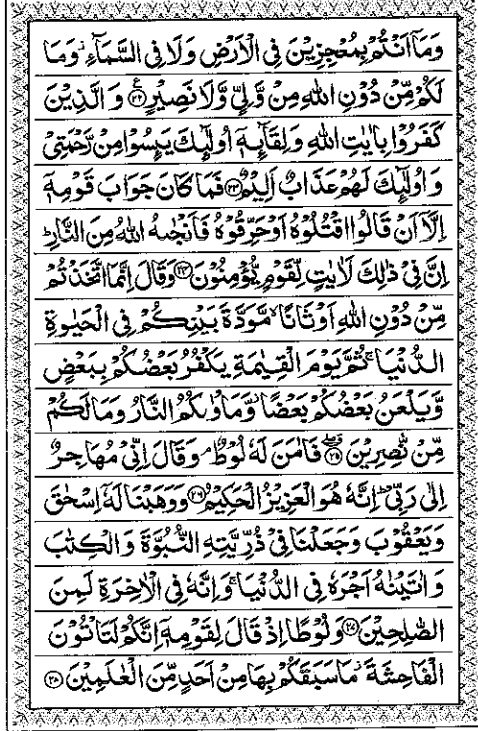 وَمَاۤ اَنْتُمْ بِمُعْجِزِيْنَ فِى الْاَرْضِ وَلَا فِى السَّمَآءِ ۫ وَمَا
لَكُمْ مِّنْ دُوْنِ اللّٰهِ مِنْ وَّلِىٍّ وَّلَا نَصِيْرٍ ﴿۲۲﴾ وَ الَّذِيْنَ
كَفَرُوْا بِاٰيٰتِ اللّٰهِ وَ لِقَآئِهٖۤ اُولٰٓئِكَ يَئِسُوْا مِنْ رَّحْمَتِىْ
وَ اُولٰٓئِكَ لَهُمْ عَذَابٌ اَلِيْمٌ ﴿۲۳﴾ فَمَا كَانَ جَوَابَ قَوْمِهٖۤ
اِلَّاۤ اَنْ قَالُوا اقْتُلُوْهُ اَوْ حَرِّقُوْهُ فَاَنْجٰىهُ اللّٰهُ مِنَ النَّارِ ؕ
اِنَّ فِىْ ذٰلِكَ لَاٰيٰتٍ لِّقَوْمٍ يُّؤْمِنُوْنَ ﴿۲۴﴾ وَقَالَ اِنَّمَا اتَّخَذْتُمْ
مِّنْ دُوْنِ اللّٰهِ اَوْثَانًا ۙ مَّوَدَّةَ بَيْنِكُمْ فِى الْحَيٰوةِ
الدُّنْيَا ۚ ثُمَّ يَوْمَ الْقِيٰمَةِ يَكْفُرُ بَعْضُكُمْ بِبَعْضٍ
وَّيَلْعَنُ بَعْضُكُمْ بَعْضًا ۫ وَّمَاْوٰىكُمُ النَّارُ وَمَا لَكُمْ
مِّنْ نّٰصِرِيْنَ ﴿۲۵﴾ فَاٰمَنَ لَهٗ لُوْطٌ ۘ وَقَالَ اِنِّىْ مُهَاجِرٌ
اِلٰى رَبِّىْ ؕ اِنَّهٗ هُوَ الْعَزِيْزُ الْحَكِيْمُ ﴿۲۶﴾ وَوَهَبْنَا لَهٗۤ اِسْحٰقَ
وَيَعْقُوْبَ وَجَعَلْنَا فِىْ ذُرِّيَّتِهِ النُّبُوَّةَ وَالْكِتٰبَ
وَ اٰتَيْنٰهُ اَجْرَهٗ فِى الدُّنْيَا ۚ وَ اِنَّهٗ فِى الْاٰخِرَةِ لَمِنَ
الصّٰلِحِيْنَ ﴿۲۷﴾ وَلُوْطًا اِذْ قَالَ لِقَوْمِهٖۤ اِنَّكُمْ لَتَاْتُوْنَ
الْفَاحِشَةَ ۫ مَا سَبَقَكُمْ بِهَا مِنْ اَحَدٍ مِّنَ الْعٰلَمِيْنَ ﴿۲۸﴾